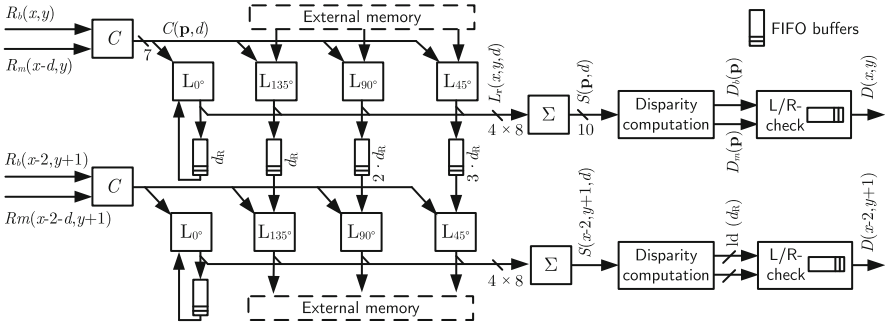 External memory
R_b(x,y)
R_m(x-d,y)
C
7
C(p,d)
L_0°
L_135°
L_90°
L_45°
d_R
d_R
2 · d_R
3 · d_R
L_r(x,y,d)
4 × 8
Σ
S(p,d)
10
Disparity
computation
D_b(p)
D_m(p)
L/R-
check
D(x,y)
FIFO buffers
R_b(x-2,y+1)
Rm(x-2-d,y+1)
C
L_0°
L_135°
L_90°
L_45°
4 × 8
Σ
S(x-2,y+1,d)
Disparity
computation
ld (d_R)
L/R-
check
D(x-2,y+1)
External memory